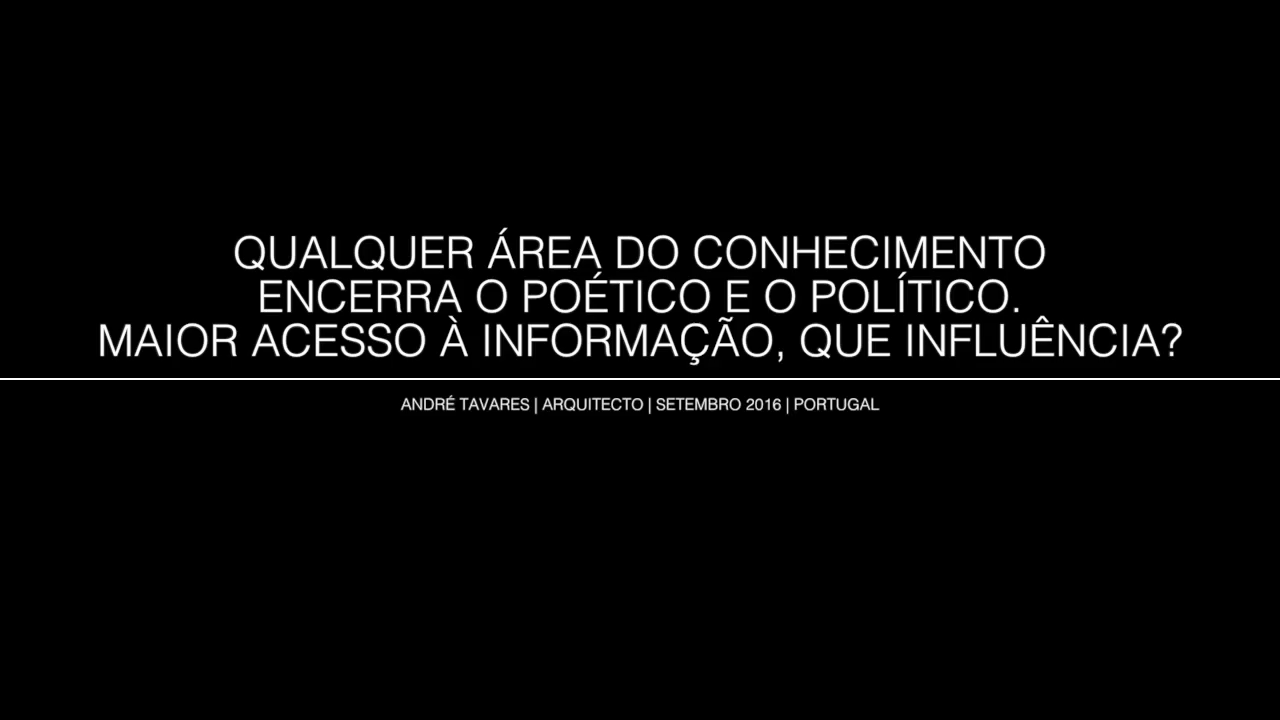 QUALQUER ÁREA DO CONHECIMENTO
ENCERRA O POÉTICO E O POLÍTICO.
MAIOR ACESSO À INFORMAÇÃO, QUE INFLUÊNCIA?
ANDRÉ TAVARES | ARQUITECTO | SETEMBRO 2016 | PORTUGAL